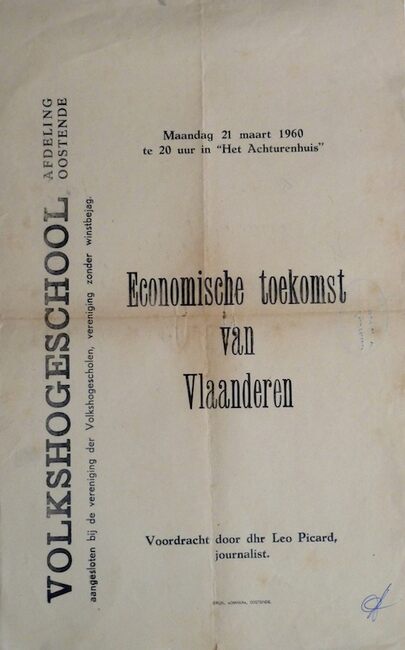 VOLKSHOGESCHOOL
AFDELING
OOSTENDE
aangesloten bij de vereniging der Volkshogescholen, vereniging zonder winstbejag.
Maandag 21 maart 1960
te 20 uur in "Het Achturenhuis"
Economische toekomst
van
Vlaanderen
Voordracht door dhr Leo Picard,
journalist.
OOSTENDE.